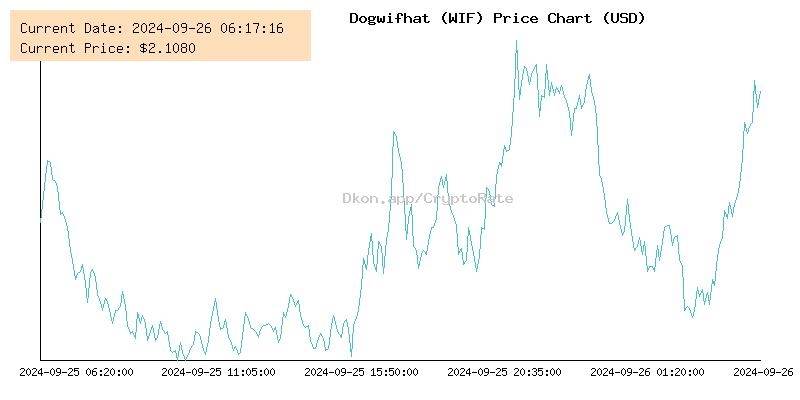 Dogwifhat (WIF) Price Chart (USD)
Current Date: 2024-09-26 06:17:16
Current Price: $2.1080
Dkon.app/CryptoRate
2024-09-25 06:20:00 2024-09-25 11:05:00 2024-09-25 15:50:00 2024-09-25 20:35:00 2024-09-26 01:20:00 2024-09-26